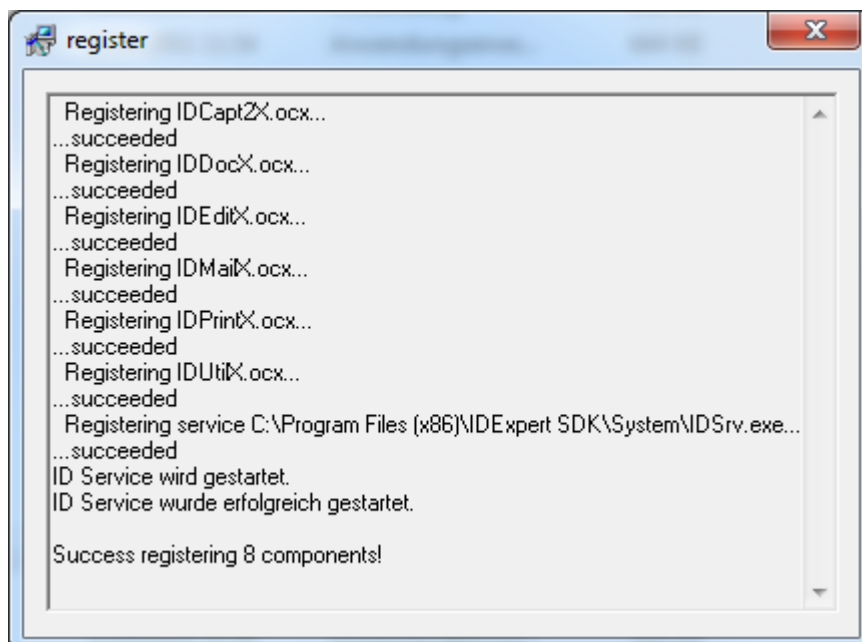 register
Registering IDCapt2X.ocx...
...succeeded
Registering IDDocX.ocx...
...succeeded
Registering IDEditX.ocx...
...succeeded
Registering IDMailX.ocx...
...succeeded
Registering IDPrintX.ocx...
...succeeded
Registering IDUtilX.ocx...
...succeeded
Registering service C:\Program Files (x86)\IDExpert SDK\System\IDSrv.exe...
...succeeded
ID Service wird gestartet.
ID Service wurde erfolgreich gestartet.
Success registering 8 components!